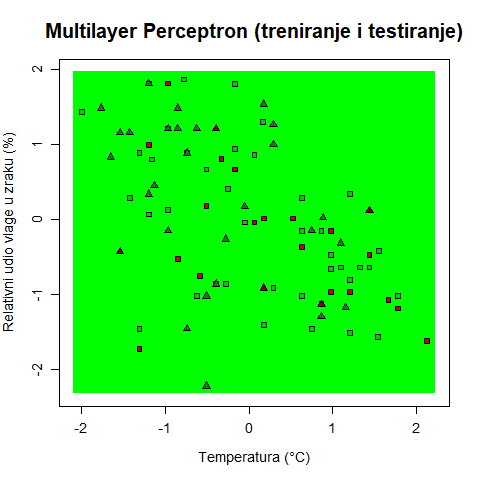 Multilayer Perceptron (treniranje i testiranje)
Relativni udio vlage u zraku (%)
2
1
0
-1
-2
-2 -1 0 1 2
Temperatura (°C)